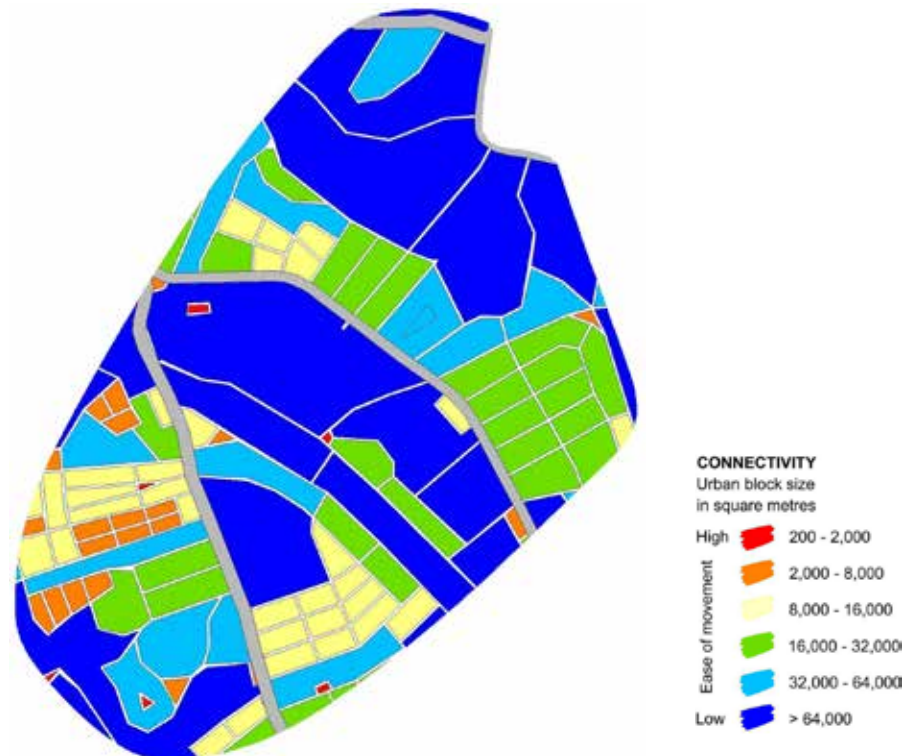 CONNECTIVITY
Urban block size
in square metres
High
200 - 2,000
2,000 - 8,000
8,000 - 16,000
16,000 - 32,000
32,000 - 64,000
Low
> 64,000
Ease of movement